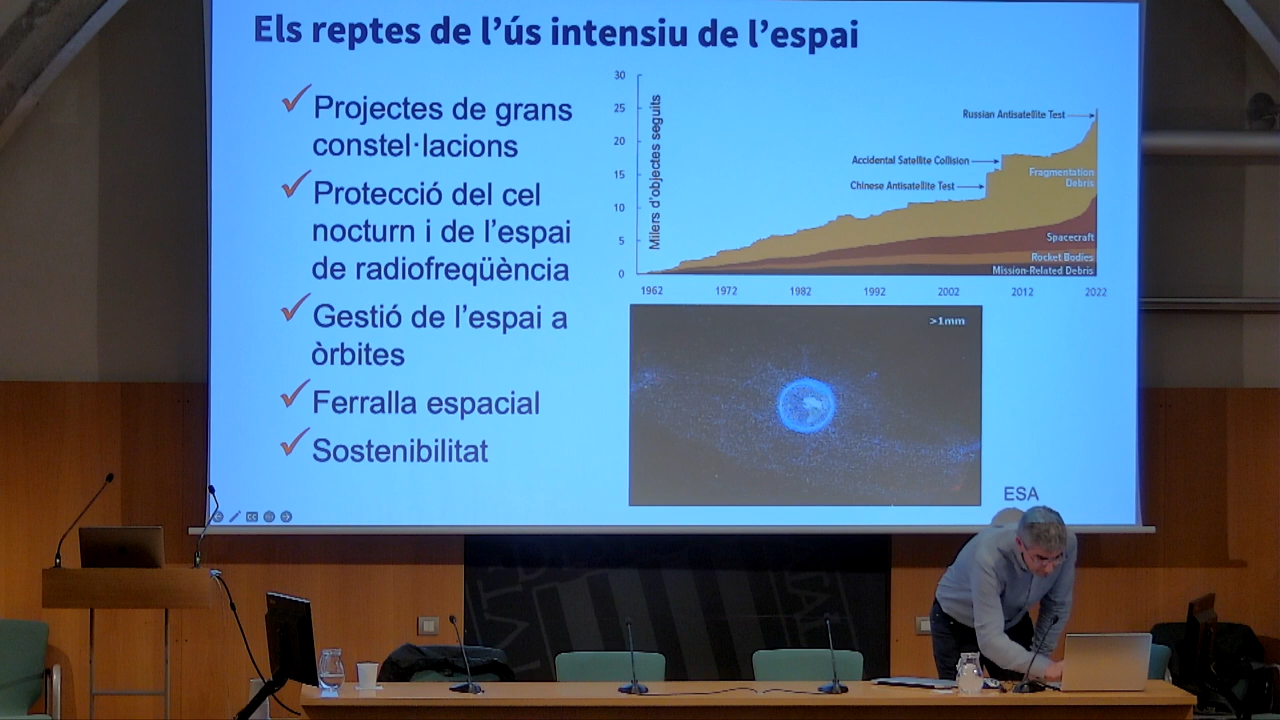 Els reptes de l'ús intensiu de l'espai
Projectes de grans
constel·lacions
Protecció del cel
nocturn i de l'espai
de radiofreqüència
Gestió de l'espai a
òrbites
Ferralla espacial
Sostenibilitat
30
25
20
15
10
5
0
Milers d'objectes seguits
Russian Antisatellite Test
Accidental Satellite Collision
Chinese Antisatellite Test
Fragmentation
Debris
Spacecraft
Rocket Bodies
Mission-Related Debris
1962 1972 1982 1992 2002 2012 2022
>1mm
ESA